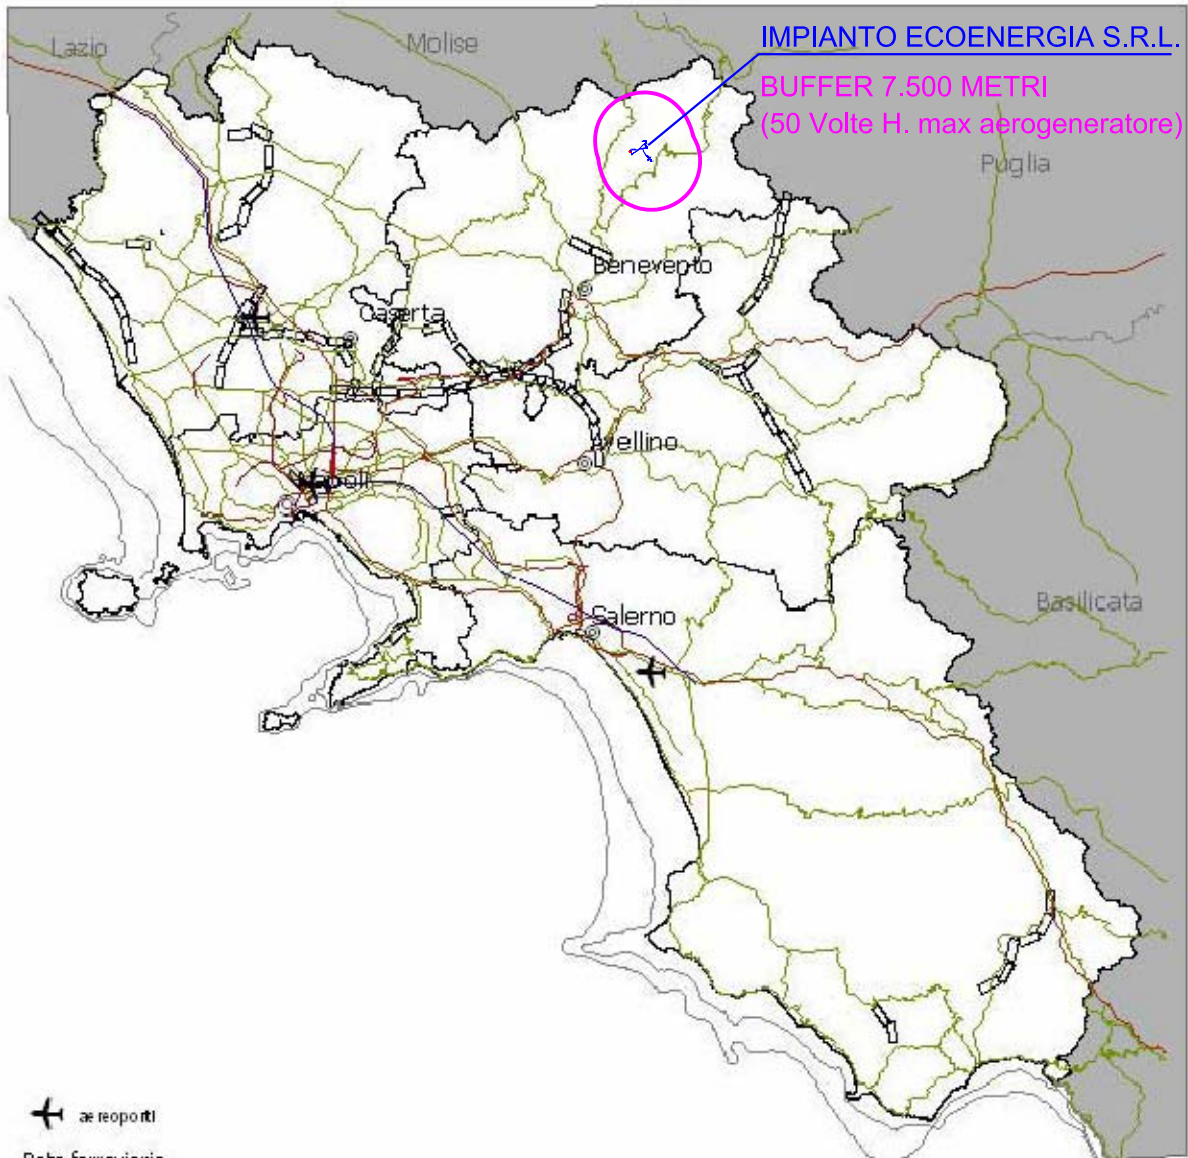 Lazio
Molise
IMPIANTO ECOENERGIA S.R.L.
BUFFER 7.500 METRI
(50 Volte H. max aerogeneratore)
Puglia
Benevento
Caserta
Avellino
Napoli
Basilicata
Salerno
aereoporti